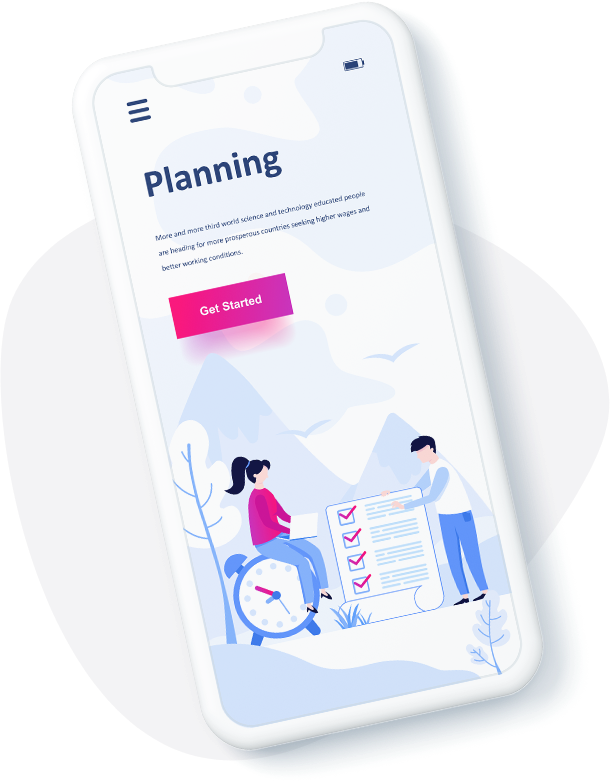 Planning
More and more third world science and technology educated people
are heading for more prosperous countries seeking higher wages and
better working conditions.
Get Started